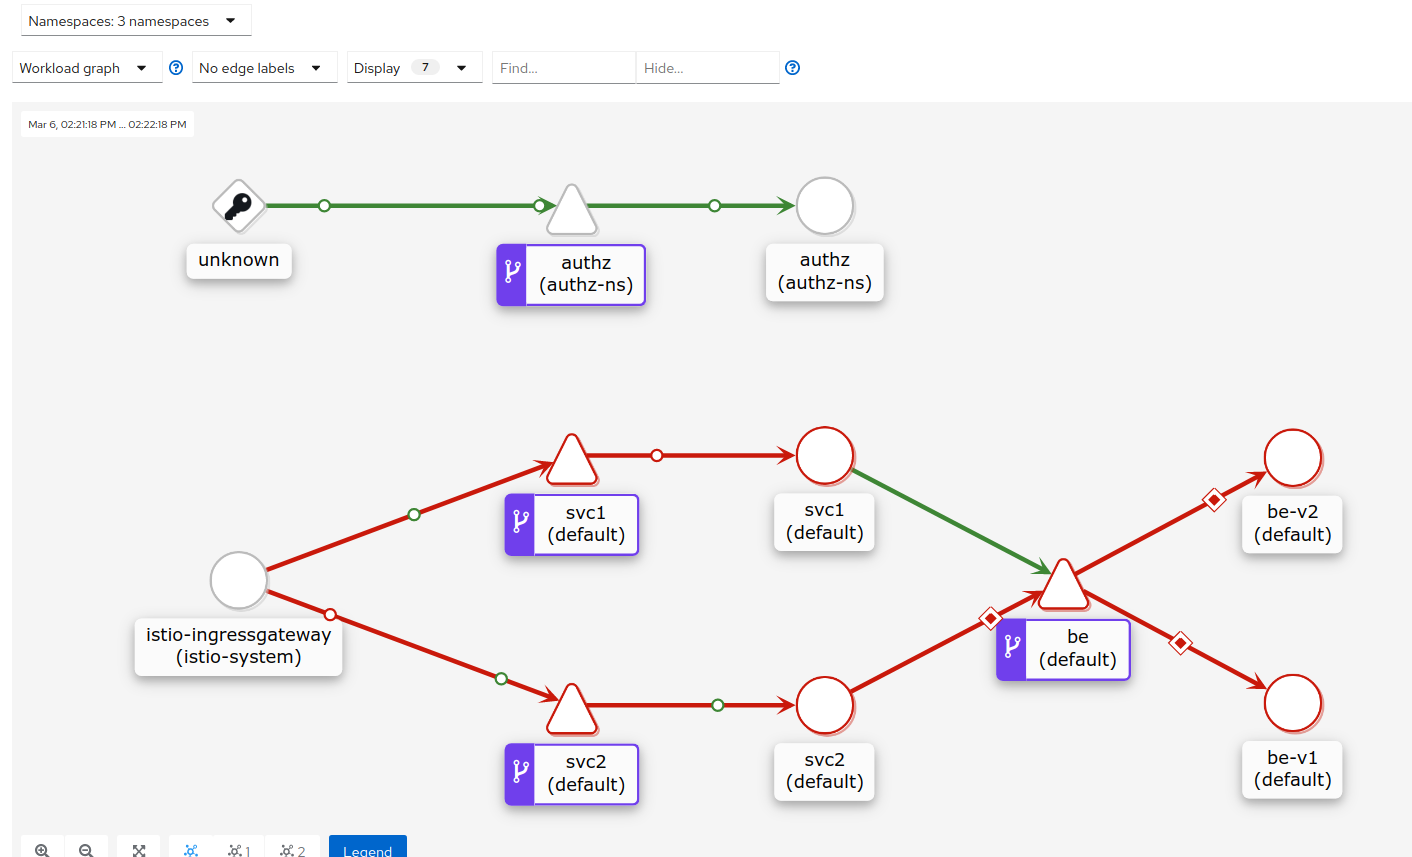 Namespaces: 3 namespaces
Workload graph
No edge labels
Display 7
Find...
Hide...
Mar 6, 02:21:18 PM ... 02:22:18 PM
unknown
authz
(authz-ns)
authz
(authz-ns)
svc1
(default)
svc1
(default)
be-v2
(default)
istio-ingressgateway
(istio-system)
be
(default)
svc2
(default)
svc2
(default)
be-v1
(default)
1
2
Legend